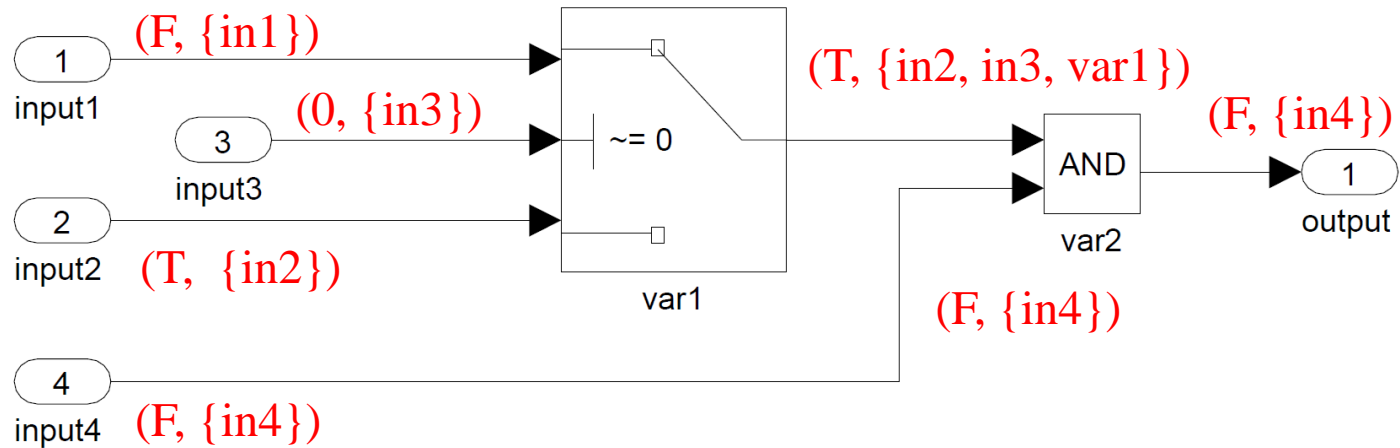 (F, {in1})
1
input1
(0, {in3})
3
input3
2
input2
(T, {in2})
~= 0
var1
(T, {in2, in3, var1})
AND
var2
(F, {in4})
1
output
(F, {in4})
4
input4
(F, {in4})